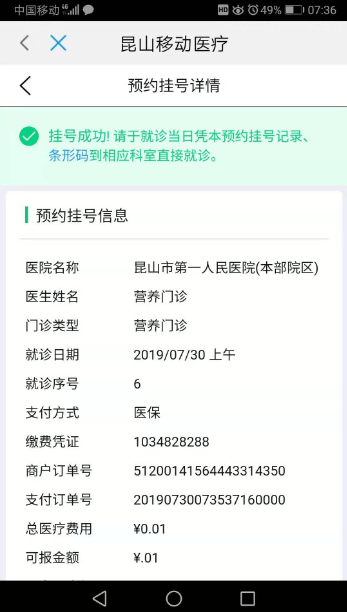 中国移动 49% 07:36
昆山移动医疗
预约挂号详情
挂号成功! 请于就诊当日凭本预约挂号记录、
条形码到相应科室直接就诊。
预约挂号信息
医院名称 昆山市第一人民医院(本部院区)
医生姓名 营养门诊
门诊类型 营养门诊
就诊日期 2019/07/30 上午
就诊序号 6
支付方式 医保
缴费凭证 1034828288
商户订单号 51200141564443314350
支付订单号 20190730073537160000
总医疗费用 ¥0.01
可报金额 ¥.01